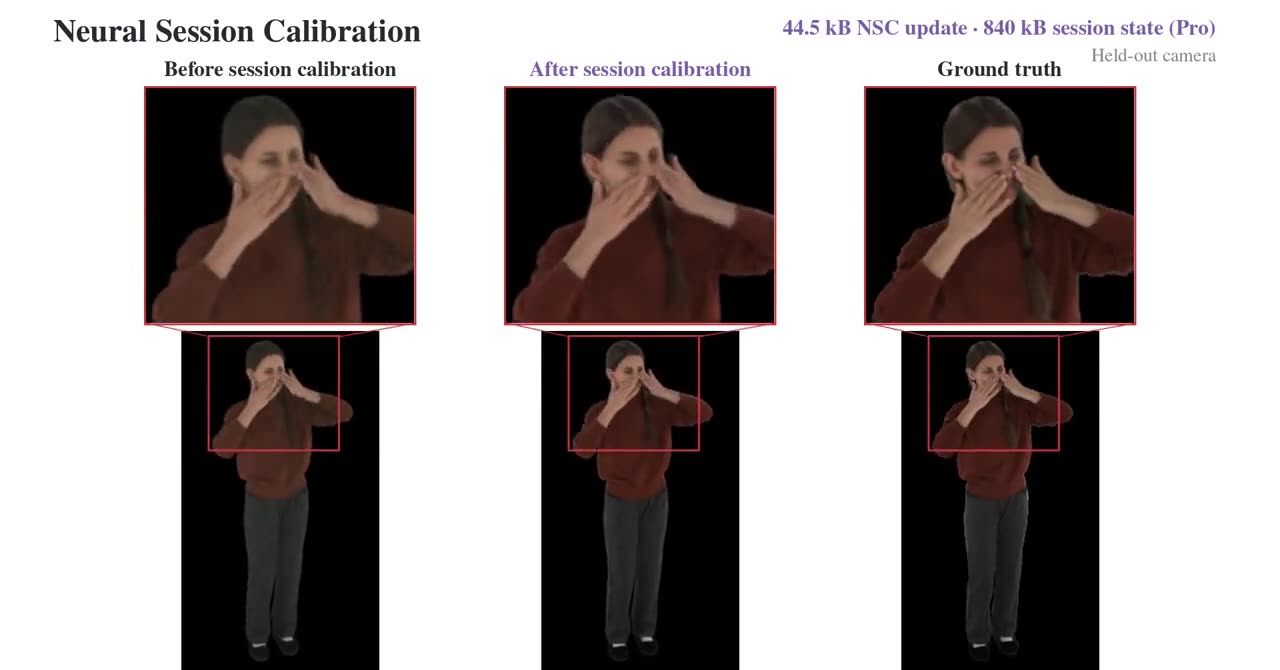 Neural Session Calibration
44.5 kB NSC update · 840 kB session state (Pro)
Held-out camera
Before session calibration
After session calibration
Ground truth